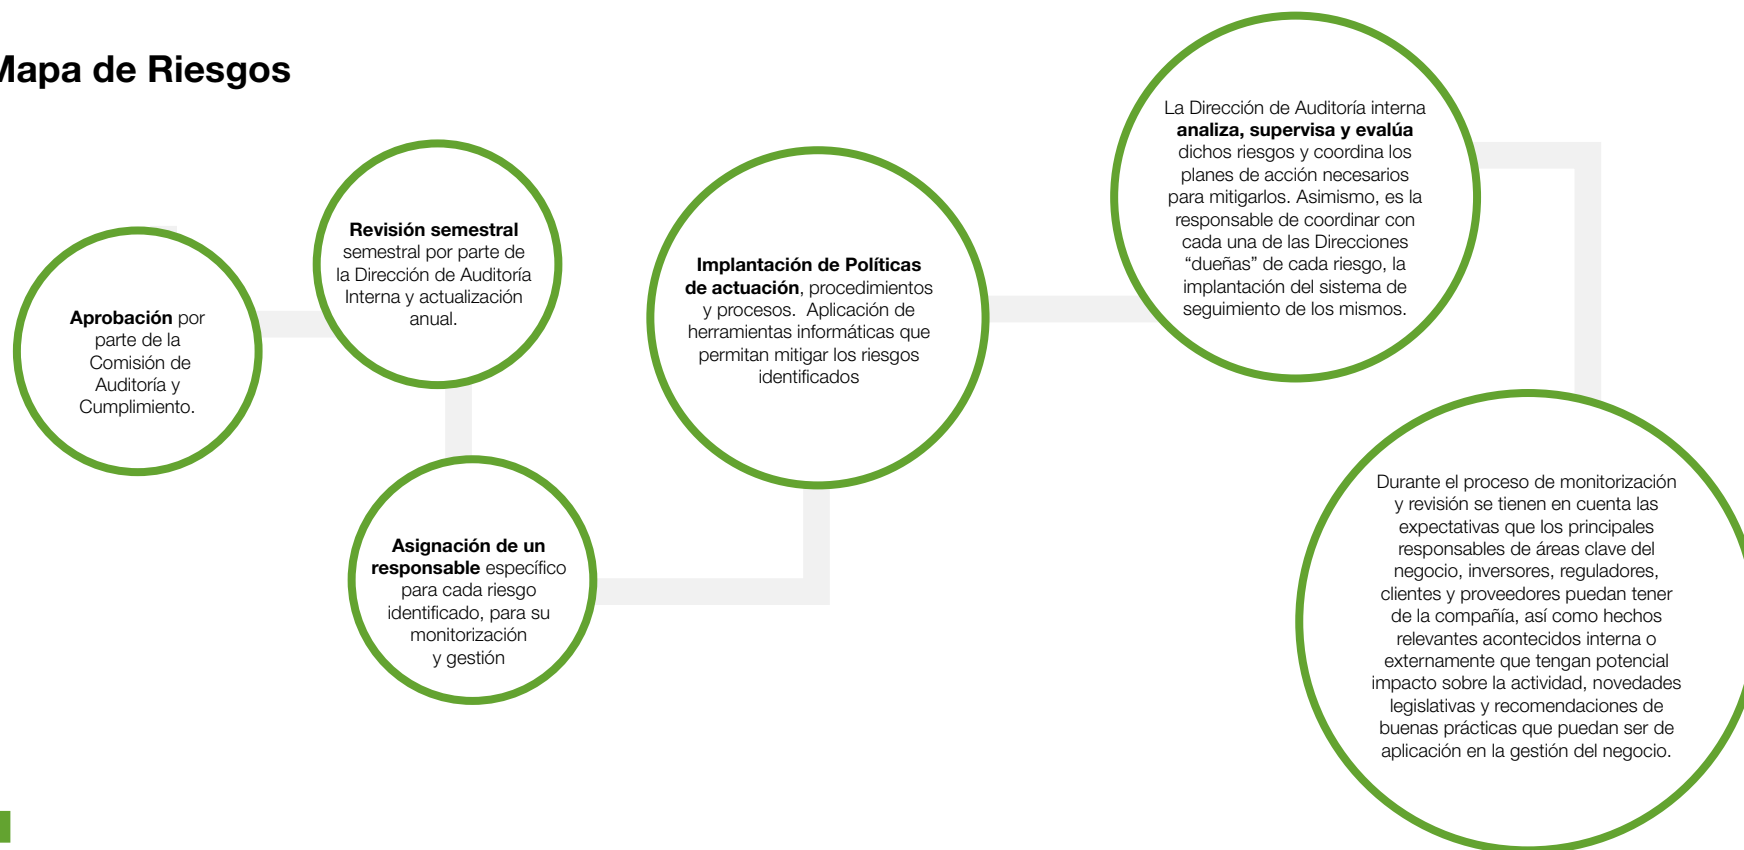 Mapa de Riesgos
Aprobación por
parte de la
Comisión de
Auditoría y
Cumplimiento.
Revisión semestral
semestral por parte de
la Dirección de Auditoría
Interna y actualización
anual.
Asignación de un
responsable específico
para cada riesgo
identificado, para su
monitorización
y gestión
Implantación de Políticas
de actuación, procedimientos
y procesos. Aplicación de
herramientas informáticas que
permitan mitigar los riesgos
identificados
La Dirección de Auditoría interna
analiza, supervisa y evalúa
dichos riesgos y coordina los
planes de acción necesarios
para mitigarlos. Asimismo, es la
responsable de coordinar con
cada una de las Direcciones
“dueñas” de cada riesgo, la
implantación del sistema de
seguimiento de los mismos.
Durante el proceso de monitorización
y revisión se tienen en cuenta las
expectativas que los principales
responsables de áreas clave del
negocio, inversores, reguladores,
clientes y proveedores puedan tener
de la compañía, así como hechos
relevantes acontecidos interna o
externamente que tengan potencial
impacto sobre la actividad, novedades
legislativas y recomendaciones de
buenas prácticas que puedan ser de
aplicación en la gestión del negocio.